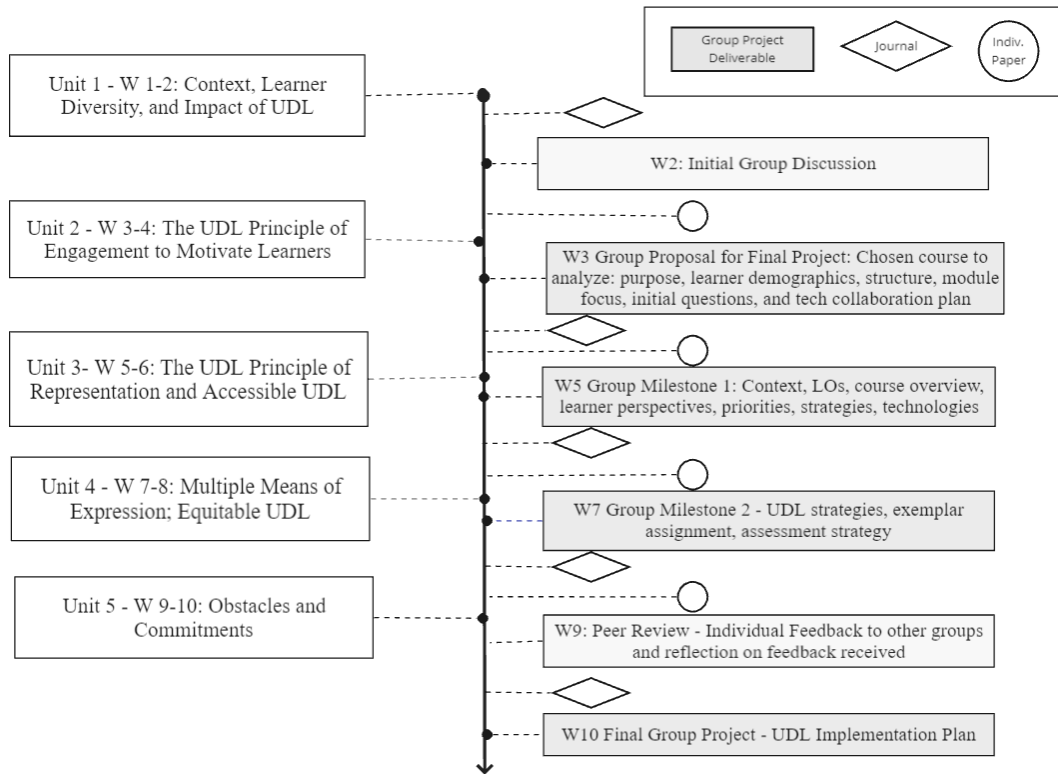 Group Project
Deliverable
Journal
Indiv.
Paper
Unit 1 - W 1-2: Context, Learner
Diversity, and Impact of UDL
W2: Initial Group Discussion
Unit 2 - W 3-4: The UDL Principle of
Engagement to Motivate Learners
W3 Group Proposal for Final Project: Chosen course to
analyze: purpose, learner demographics, structure, module
focus, initial questions, and tech collaboration plan
Unit 3- W 5-6: The UDL Principle of
Representation and Accessible UDL
W5 Group Milestone 1: Context, LOs, course overview,
learner perspectives, priorities, strategies, technologies
Unit 4 - W 7-8: Multiple Means of
Expression; Equitable UDL
W7 Group Milestone 2 - UDL strategies, exemplar
assignment, assessment strategy
Unit 5 - W 9-10: Obstacles and
Commitments
W9: Peer Review - Individual Feedback to other groups
and reflection on feedback received
W10 Final Group Project - UDL Implementation Plan